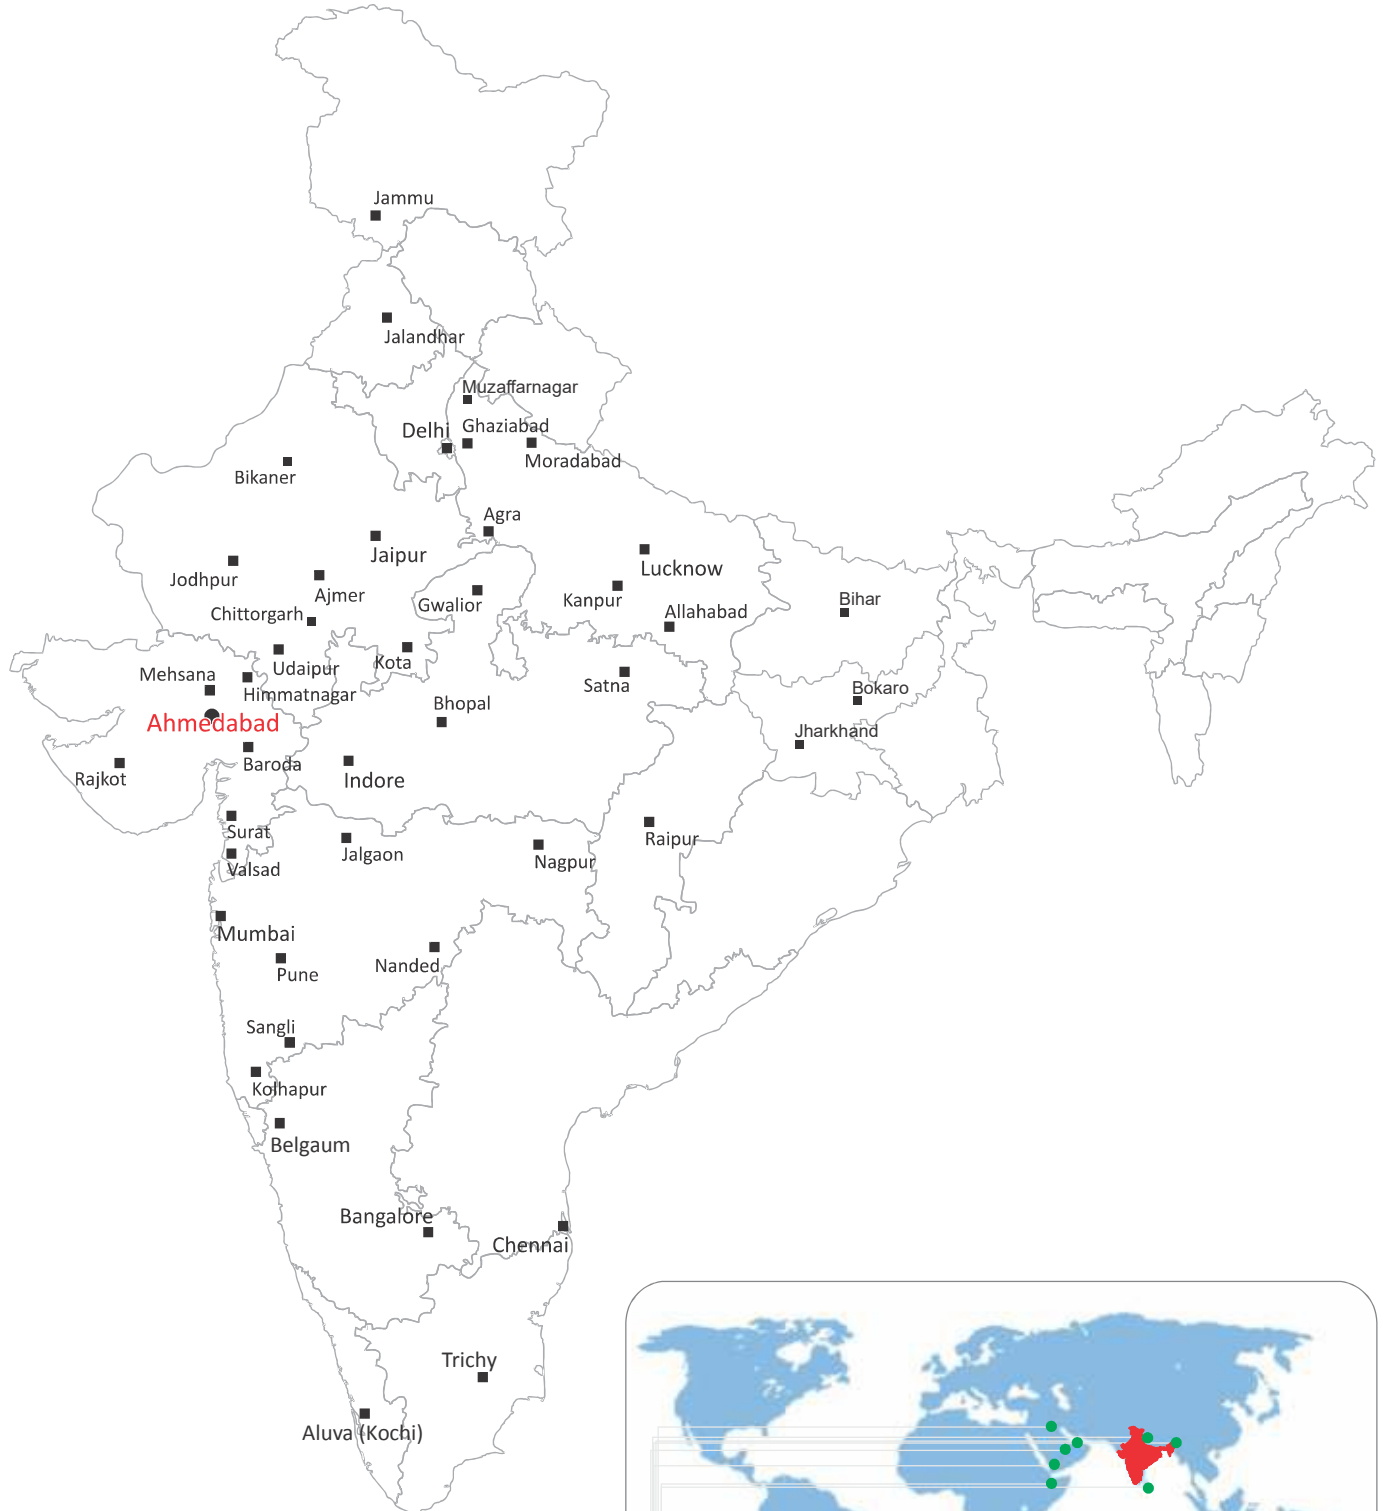 Jammu
Jalandhar
Muzaffarnagar
Ghaziabad
Delhi
Moradabad
Bikaner
Agra
Jaipur
Lucknow
Jodhpur
Ajmer
Gwalior
Kanpur
Bihar
Chittorgarh
Allahabad
Udaipur
Kota
Mehsana
Himmatnagar
Satna
Bokaro
Bhopal
Ahmedabad
Jharkhand
Baroda
Rajkot
Indore
Surat
Jalgaon
Raipur
Nagpur
Valsad
Mumbai
Nanded
Pune
Sangli
Kolhapur
Belgaum
Bangalore
Chennai
Trichy
Aluva (Kochi)